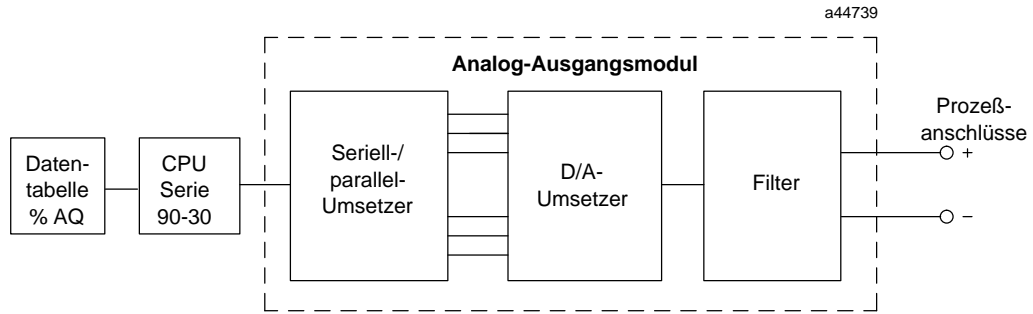 a44739
Analog-Ausgangsmodul
Daten-
tabelle
% AQ
CPU
Serie
90-30
Seriell-/
parallel-
Umsetzer
D/A-
Umsetzer
Filter
Prozeß-
anschlüsse
+
−